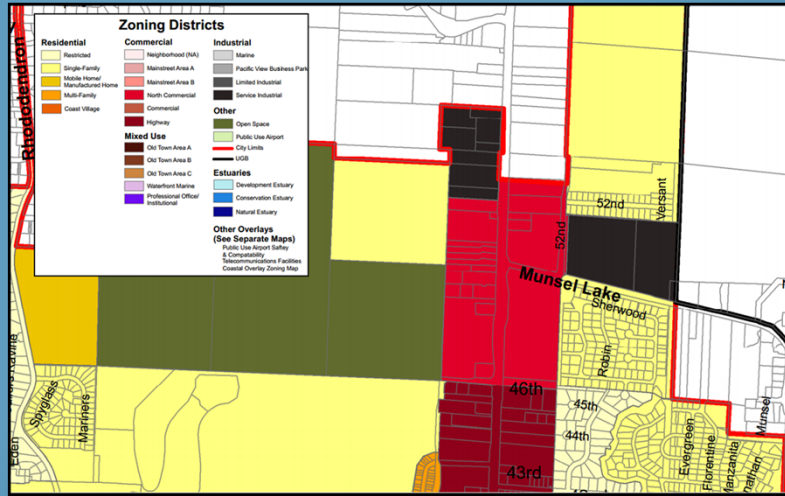 Zoning Districts
Residential
Restricted
Single-Family
Mobile Home/
Manufactured Home
Multi-Family
Coast Village
Commercial
Neighborhood (NA)
Mainstreet Area A
Mainstreet Area B
North Commercial
Commercial
Highway
Mixed Use
Old Town Area A
Old Town Area B
Old Town Area C
Waterfront Marine
Professional Office/
Institutional
Industrial
Marine
Pacific View Business Park
Limited Industrial
Service Industrial
Other
Open Space
Public Use Airport
City Limits
UGB
Estuaries
Development Estuary
Conservation Estuary
Natural Estuary
Other Overlays
(See Separate Maps)
Public Use Airport Saftey
& Compatability
Telecommunications Facilities
Coastal Overlay Zoning Map
Rhododendron
52nd
Versant
52nd
Munsel Lake
Sherwood
Robin
46th
45th
44th
43rd
Spyglass
Mariners
Eden
Evergreen
Florentine
Munsel